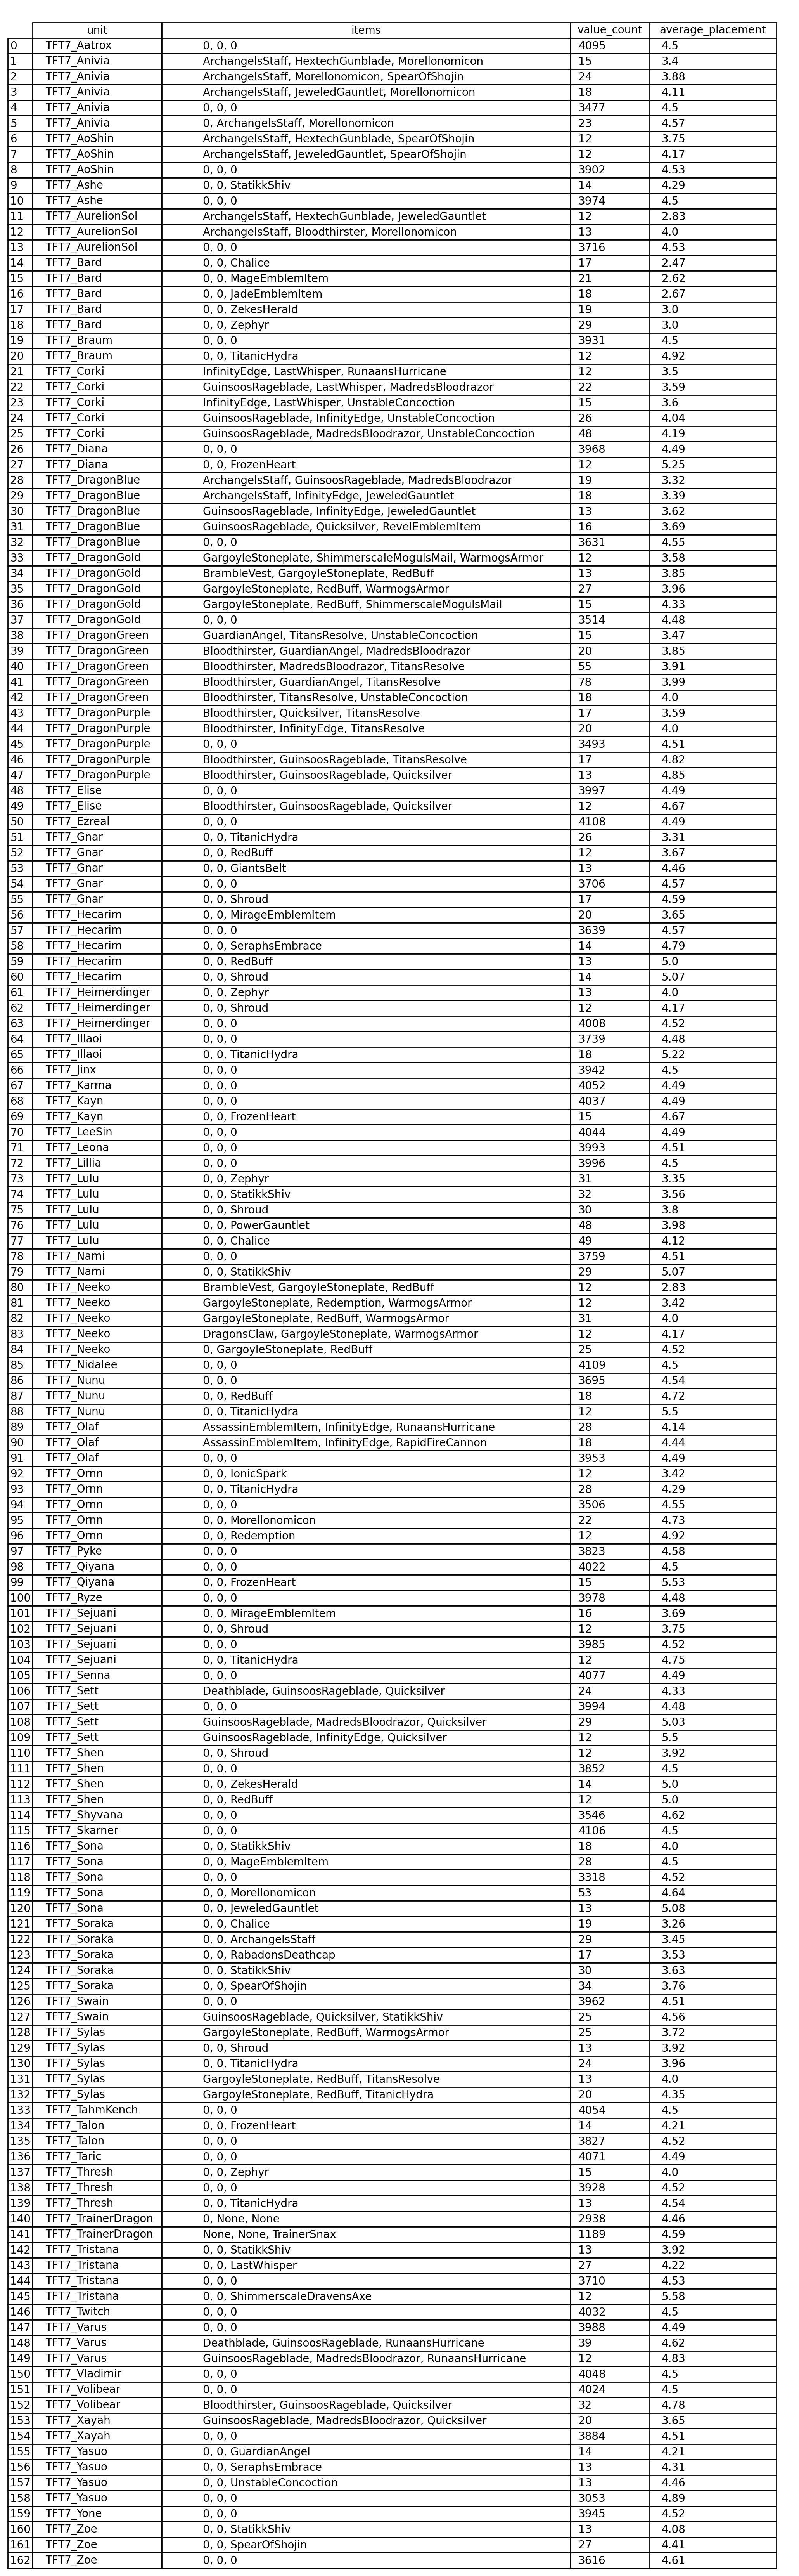 unit items value_count average_placement
0 TFT7_Aatrox 0, 0, 0 4095 4.5
1 TFT7_Anivia ArchangelsStaff, HextechGunblade, Morellonomicon 15 3.4
2 TFT7_Anivia ArchangelsStaff, Morellonomicon, SpearOfShojin 24 3.88
3 TFT7_Anivia ArchangelsStaff, JeweledGauntlet, Morellonomicon 18 4.11
4 TFT7_Anivia 0, 0, 0 3477 4.5
5 TFT7_Anivia 0, ArchangelsStaff, Morellonomicon 23 4.57
6 TFT7_AoShin ArchangelsStaff, HextechGunblade, SpearOfShojin 12 3.75
7 TFT7_AoShin ArchangelsStaff, JeweledGauntlet, SpearOfShojin 12 4.17
8 TFT7_AoShin 0, 0, 0 3902 4.53
9 TFT7_Ashe 0, 0, StatikkShiv 14 4.29
10 TFT7_Ashe 0, 0, 0 3974 4.5
11 TFT7_AurelionSol ArchangelsStaff, HextechGunblade, JeweledGauntlet 12 2.83
12 TFT7_AurelionSol ArchangelsStaff, Bloodthirster, Morellonomicon 13 4.0
13 TFT7_AurelionSol 0, 0, 0 3716 4.53
14 TFT7_Bard 0, 0, Chalice 17 2.47
15 TFT7_Bard 0, 0, MageEmblemItem 21 2.62
16 TFT7_Bard 0, 0, JadeEmblemItem 18 2.67
17 TFT7_Bard 0, 0, ZekesHerald 19 3.0
18 TFT7_Bard 0, 0, Zephyr 29 3.0
19 TFT7_Braum 0, 0, 0 3931 4.5
20 TFT7_Braum 0, 0, TitanicHydra 12 4.92
21 TFT7_Corki InfinityEdge, LastWhisper, RunaansHurricane 12 3.5
22 TFT7_Corki GuinsoosRageblade, LastWhisper, MadredsBloodrazor 22 3.59
23 TFT7_Corki InfinityEdge, LastWhisper, UnstableConcoction 15 3.6
24 TFT7_Corki GuinsoosRageblade, InfinityEdge, UnstableConcoction 26 4.04
25 TFT7_Corki GuinsoosRageblade, MadredsBloodrazor, UnstableConcoction 48 4.19
26 TFT7_Diana 0, 0, 0 3968 4.49
27 TFT7_Diana 0, 0, FrozenHeart 12 5.25
28 TFT7_DragonBlue ArchangelsStaff, GuinsoosRageblade, MadredsBloodrazor 19 3.32
29 TFT7_DragonBlue ArchangelsStaff, InfinityEdge, JeweledGauntlet 18 3.39
30 TFT7_DragonBlue GuinsoosRageblade, InfinityEdge, JeweledGauntlet 13 3.62
31 TFT7_DragonBlue GuinsoosRageblade, Quicksilver, RevelEmblemItem 16 3.69
32 TFT7_DragonBlue 0, 0, 0 3631 4.55
33 TFT7_DragonGold GargoyleStoneplate, ShimmerscaleMogulsMail, WarmogsArmor 12 3.58
34 TFT7_DragonGold BrambleVest, GargoyleStoneplate, RedBuff 13 3.85
35 TFT7_DragonGold GargoyleStoneplate, RedBuff, WarmogsArmor 27 3.96
36 TFT7_DragonGold GargoyleStoneplate, RedBuff, ShimmerscaleMogulsMail 15 4.33
37 TFT7_DragonGold 0, 0, 0 3514 4.48
38 TFT7_DragonGreen GuardianAngel, TitansResolve, UnstableConcoction 15 3.47
39 TFT7_DragonGreen Bloodthirster, GuardianAngel, MadredsBloodrazor 20 3.85
40 TFT7_DragonGreen Bloodthirster, MadredsBloodrazor, TitansResolve 55 3.91
41 TFT7_DragonGreen Bloodthirster, GuardianAngel, TitansResolve 78 3.99
42 TFT7_DragonGreen Bloodthirster, TitansResolve, UnstableConcoction 18 4.0
43 TFT7_DragonPurple Bloodthirster, Quicksilver, TitansResolve 17 3.59
44 TFT7_DragonPurple Bloodthirster, InfinityEdge, TitansResolve 20 4.0
45 TFT7_DragonPurple 0, 0, 0 3493 4.51
46 TFT7_DragonPurple Bloodthirster, GuinsoosRageblade, TitansResolve 17 4.82
47 TFT7_DragonPurple Bloodthirster, GuinsoosRageblade, Quicksilver 13 4.85
48 TFT7_Elise 0, 0, 0 3997 4.49
49 TFT7_Elise Bloodthirster, GuinsoosRageblade, Quicksilver 12 4.67
50 TFT7_Ezreal 0, 0, 0 4108 4.49
51 TFT7_Gnar 0, 0, TitanicHydra 26 3.31
52 TFT7_Gnar 0, 0, RedBuff 12 3.67
53 TFT7_Gnar 0, 0, GiantsBelt 13 4.46
54 TFT7_Gnar 0, 0, 0 3706 4.57
55 TFT7_Gnar 0, 0, Shroud 17 4.59
56 TFT7_Hecarim 0, 0, MirageEmblemItem 20 3.65
57 TFT7_Hecarim 0, 0, 0 3639 4.57
58 TFT7_Hecarim 0, 0, SeraphsEmbrace 14 4.79
59 TFT7_Hecarim 0, 0, RedBuff 13 5.0
60 TFT7_Hecarim 0, 0, Shroud 14 5.07
61 TFT7_Heimerdinger 0, 0, Zephyr 13 4.0
62 TFT7_Heimerdinger 0, 0, Shroud 12 4.17
63 TFT7_Heimerdinger 0, 0, 0 4008 4.52
64 TFT7_Illaoi 0, 0, 0 3739 4.48
65 TFT7_Illaoi 0, 0, TitanicHydra 18 5.22
66 TFT7_Jinx 0, 0, 0 3942 4.5
67 TFT7_Karma 0, 0, 0 4052 4.49
68 TFT7_Kayn 0, 0, 0 4037 4.49
69 TFT7_Kayn 0, 0, FrozenHeart 15 4.67
70 TFT7_LeeSin 0, 0, 0 4044 4.49
71 TFT7_Leona 0, 0, 0 3993 4.51
72 TFT7_Lillia 0, 0, 0 3996 4.5
73 TFT7_Lulu 0, 0, Zephyr 31 3.35
74 TFT7_Lulu 0, 0, StatikkShiv 32 3.56
75 TFT7_Lulu 0, 0, Shroud 30 3.8
76 TFT7_Lulu 0, 0, PowerGauntlet 48 3.98
77 TFT7_Lulu 0, 0, Chalice 49 4.12
78 TFT7_Nami 0, 0, 0 3759 4.51
79 TFT7_Nami 0, 0, StatikkShiv 29 5.07
80 TFT7_Neeko BrambleVest, GargoyleStoneplate, RedBuff 12 2.83
81 TFT7_Neeko GargoyleStoneplate, Redemption, WarmogsArmor 12 3.42
82 TFT7_Neeko GargoyleStoneplate, RedBuff, WarmogsArmor 31 4.0
83 TFT7_Neeko DragonsClaw, GargoyleStoneplate, WarmogsArmor 12 4.17
84 TFT7_Neeko 0, GargoyleStoneplate, RedBuff 25 4.52
85 TFT7_Nidalee 0, 0, 0 4109 4.5
86 TFT7_Nunu 0, 0, 0 3695 4.54
87 TFT7_Nunu 0, 0, RedBuff 18 4.72
88 TFT7_Nunu 0, 0, TitanicHydra 12 5.5
89 TFT7_Olaf AssassinEmblemItem, InfinityEdge, RunaansHurricane 28 4.14
90 TFT7_Olaf AssassinEmblemItem, InfinityEdge, RapidFireCannon 18 4.44
91 TFT7_Olaf 0, 0, 0 3953 4.49
92 TFT7_Ornn 0, 0, IonicSpark 12 3.42
93 TFT7_Ornn 0, 0, TitanicHydra 28 4.29
94 TFT7_Ornn 0, 0, 0 3506 4.55
95 TFT7_Ornn 0, 0, Morellonomicon 22 4.73
96 TFT7_Ornn 0, 0, Redemption 12 4.92
97 TFT7_Pyke 0, 0, 0 3823 4.58
98 TFT7_Qiyana 0, 0, 0 4022 4.5
99 TFT7_Qiyana 0, 0, FrozenHeart 15 5.53
100 TFT7_Ryze 0, 0, 0 3978 4.48
101 TFT7_Sejuani 0, 0, MirageEmblemItem 16 3.69
102 TFT7_Sejuani 0, 0, Shroud 12 3.75
103 TFT7_Sejuani 0, 0, 0 3985 4.52
104 TFT7_Sejuani 0, 0, TitanicHydra 12 4.75
105 TFT7_Senna 0, 0, 0 4077 4.49
106 TFT7_Sett Deathblade, GuinsoosRageblade, Quicksilver 24 4.33
107 TFT7_Sett 0, 0, 0 3994 4.48
108 TFT7_Sett GuinsoosRageblade, MadredsBloodrazor, Quicksilver 29 5.03
109 TFT7_Sett GuinsoosRageblade, InfinityEdge, Quicksilver 12 5.5
110 TFT7_Shen 0, 0, Shroud 12 3.92
111 TFT7_Shen 0, 0, 0 3852 4.5
112 TFT7_Shen 0, 0, ZekesHerald 14 5.0
113 TFT7_Shen 0, 0, RedBuff 12 5.0
114 TFT7_Shyvana 0, 0, 0 3546 4.62
115 TFT7_Skarner 0, 0, 0 4106 4.5
116 TFT7_Sona 0, 0, StatikkShiv 18 4.0
117 TFT7_Sona 0, 0, MageEmblemItem 28 4.5
118 TFT7_Sona 0, 0, 0 3318 4.52
119 TFT7_Sona 0, 0, Morellonomicon 53 4.64
120 TFT7_Sona 0, 0, JeweledGauntlet 13 5.08
121 TFT7_Soraka 0, 0, Chalice 19 3.26
122 TFT7_Soraka 0, 0, ArchangelsStaff 29 3.45
123 TFT7_Soraka 0, 0, RabadonsDeathcap 17 3.53
124 TFT7_Soraka 0, 0, StatikkShiv 30 3.63
125 TFT7_Soraka 0, 0, SpearOfShojin 34 3.76
126 TFT7_Swain 0, 0, 0 3962 4.51
127 TFT7_Swain GuinsoosRageblade, Quicksilver, StatikkShiv 25 4.56
128 TFT7_Sylas GargoyleStoneplate, RedBuff, WarmogsArmor 25 3.72
129 TFT7_Sylas 0, 0, Shroud 13 3.92
130 TFT7_Sylas 0, 0, TitanicHydra 24 3.96
131 TFT7_Sylas GargoyleStoneplate, RedBuff, TitansResolve 13 4.0
132 TFT7_Sylas GargoyleStoneplate, RedBuff, TitanicHydra 20 4.35
133 TFT7_TahmKench 0, 0, 0 4054 4.5
134 TFT7_Talon 0, 0, FrozenHeart 14 4.21
135 TFT7_Talon 0, 0, 0 3827 4.52
136 TFT7_Taric 0, 0, 0 4071 4.49
137 TFT7_Thresh 0, 0, Zephyr 15 4.0
138 TFT7_Thresh 0, 0, 0 3928 4.52
139 TFT7_Thresh 0, 0, TitanicHydra 13 4.54
140 TFT7_TrainerDragon 0, None, None 2938 4.46
141 TFT7_TrainerDragon None, None, TrainerSnax 1189 4.59
142 TFT7_Tristana 0, 0, StatikkShiv 13 3.92
143 TFT7_Tristana 0, 0, LastWhisper 27 4.22
144 TFT7_Tristana 0, 0, 0 3710 4.53
145 TFT7_Tristana 0, 0, ShimmerscaleDravensAxe 12 5.58
146 TFT7_Twitch 0, 0, 0 4032 4.5
147 TFT7_Varus 0, 0, 0 3988 4.49
148 TFT7_Varus Deathblade, GuinsoosRageblade, RunaansHurricane 39 4.62
149 TFT7_Varus GuinsoosRageblade, MadredsBloodrazor, RunaansHurricane 12 4.83
150 TFT7_Vladimir 0, 0, 0 4048 4.5
151 TFT7_Volibear 0, 0, 0 4024 4.5
152 TFT7_Volibear Bloodthirster, GuinsoosRageblade, Quicksilver 32 4.78
153 TFT7_Xayah GuinsoosRageblade, MadredsBloodrazor, Quicksilver 20 3.65
154 TFT7_Xayah 0, 0, 0 3884 4.51
155 TFT7_Yasuo 0, 0, GuardianAngel 14 4.21
156 TFT7_Yasuo 0, 0, SeraphsEmbrace 13 4.31
157 TFT7_Yasuo 0, 0, UnstableConcoction 13 4.46
158 TFT7_Yasuo 0, 0, 0 3053 4.89
159 TFT7_Yone 0, 0, 0 3945 4.52
160 TFT7_Zoe 0, 0, StatikkShiv 13 4.08
161 TFT7_Zoe 0, 0, SpearOfShojin 27 4.41
162 TFT7_Zoe 0, 0, 0 3616 4.61